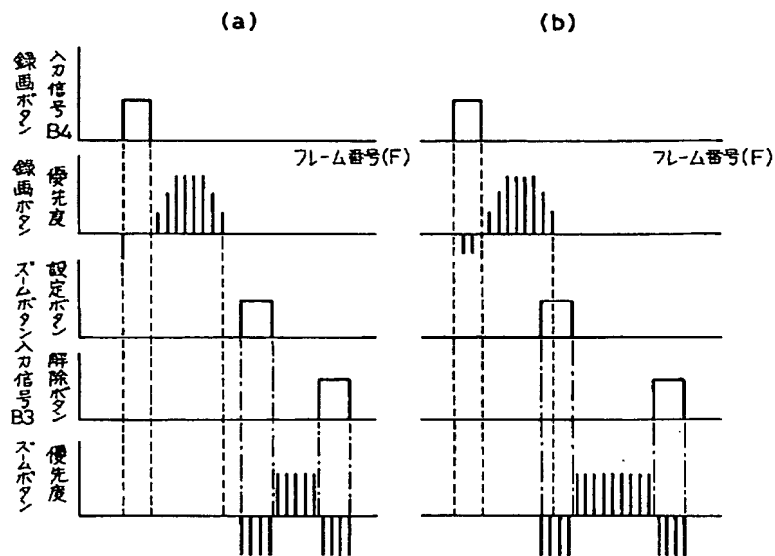 (a)
(b)
録画ボタン
入力信号B4
フレーム番号(F)
フレーム番号(F)
録画ボタン
優先度
ズームボタン入力信号B3
設定ボタン
解除ボタン
ズームボタン
優先度